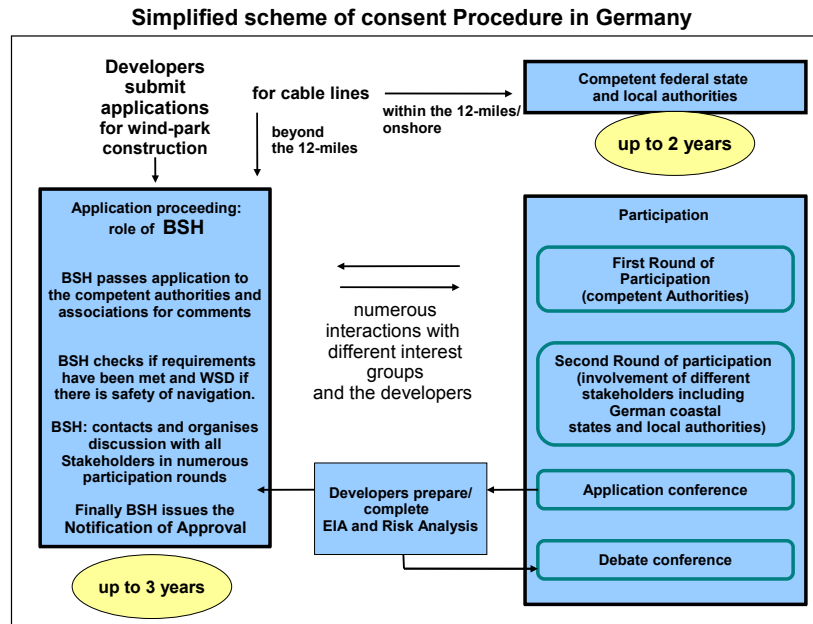 Simplified scheme of consent Procedure in Germany
Developers
submit
applications
for wind-park
construction
for cable lines
within the 12-miles/
onshore
beyond
the 12-miles
Competent federal state
and local authorities
up to 2 years
Application proceeding:
role of BSH
BSH passes application to
the competent authorities and
associations for comments
BSH checks if requirements
have been met and WSD if
there is safety of navigation.
BSH: contacts and organises
discussion with all
Stakeholders in numerous
participation rounds
Finally BSH issues the
Notification of Approval
up to 3 years
numerous
interactions with
different interest
groups
and the developers
Developers prepare/
complete
EIA and Risk Analysis
Participation
First Round of
Participation
(competent Authorities)
Second Round of participation
(involvement of different
stakeholders including
German coastal
states and local authorities)
Application conference
Debate conference